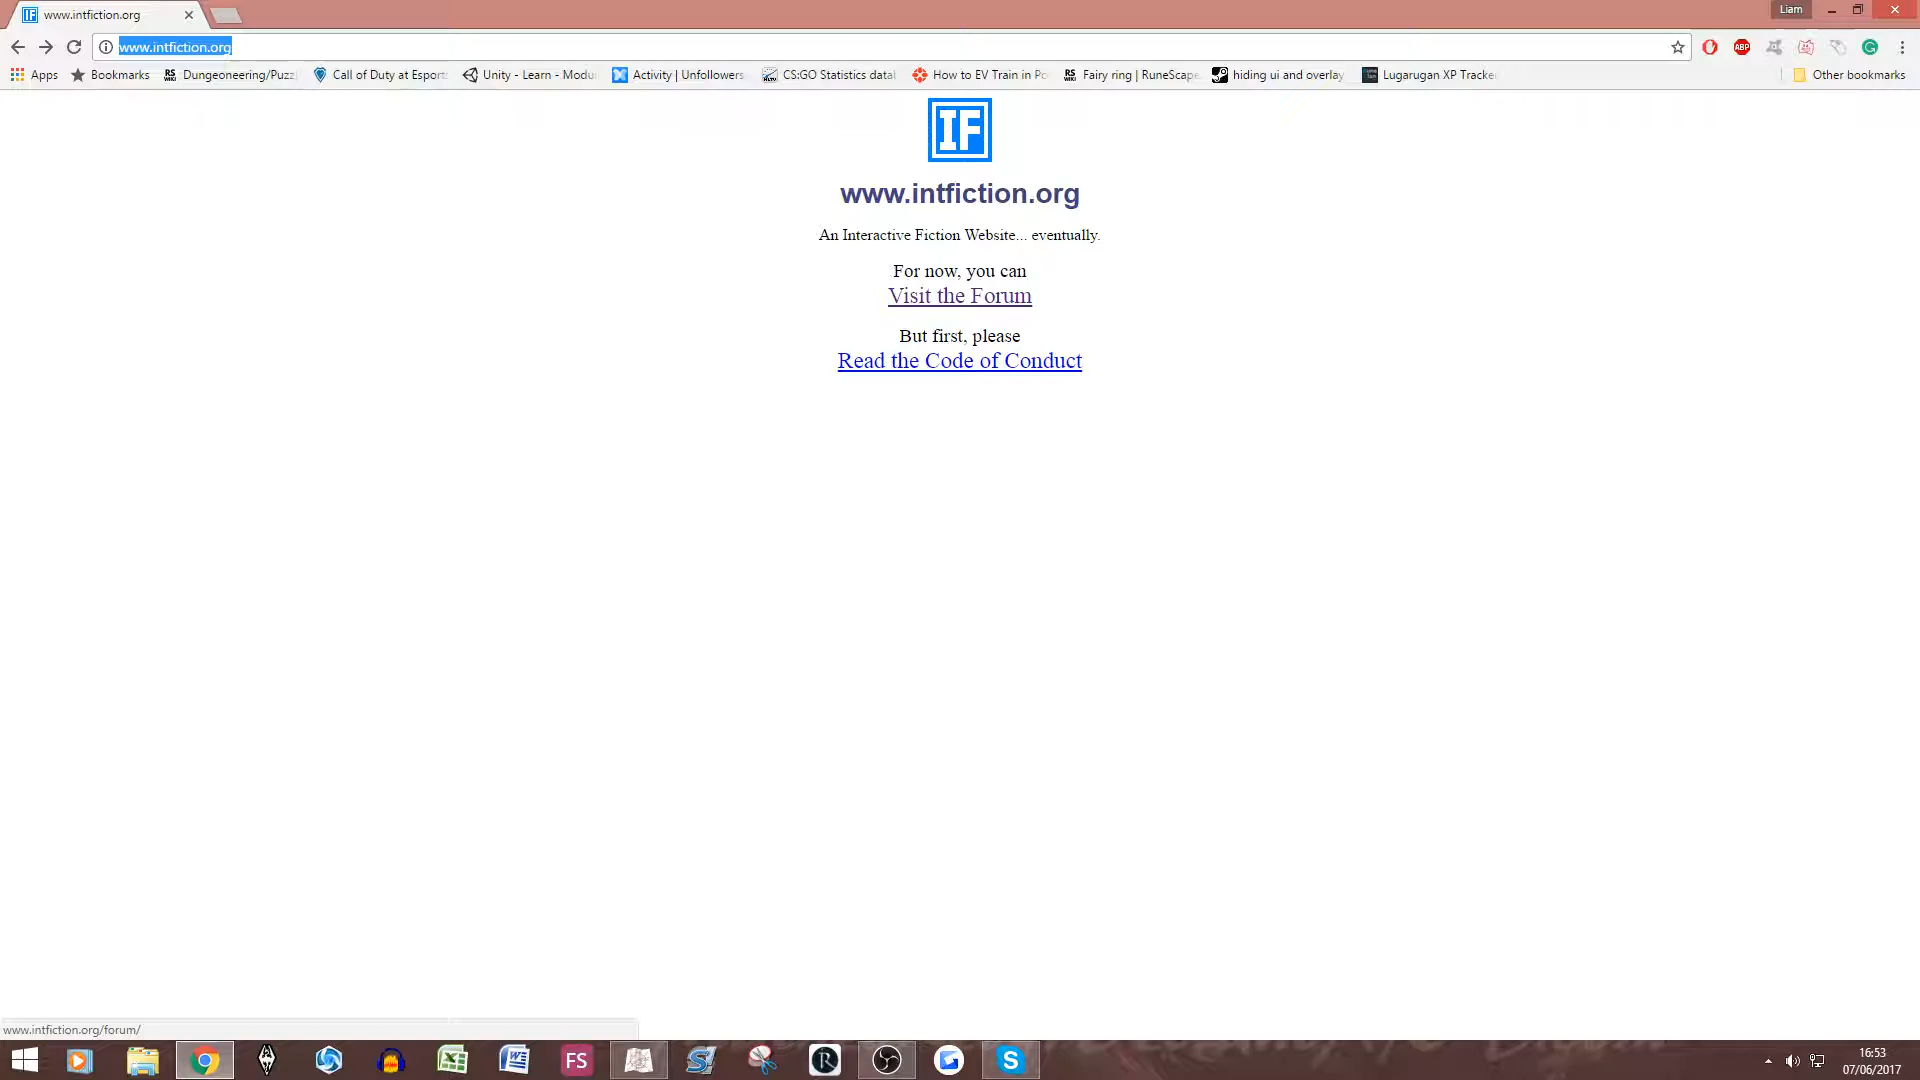 www.intfiction.org
Liam
www.intfiction.org
Apps Bookmarks Dungeoneering/Puzz Call of Duty at Esport Unity - Learn - Modu Activity | Unfollowers CS:GO Statistics datal How to EV Train in Po Fairy ring | RuneScape hiding ui and overlay Lugarugan XP Tracke Other bookmarks
IF
www.intfiction.org
An Interactive Fiction Website... eventually.
For now, you can
Visit the Forum
But first, please
Read the Code of Conduct
www.intfiction.org/forum/
FS
16:53
07/06/2017